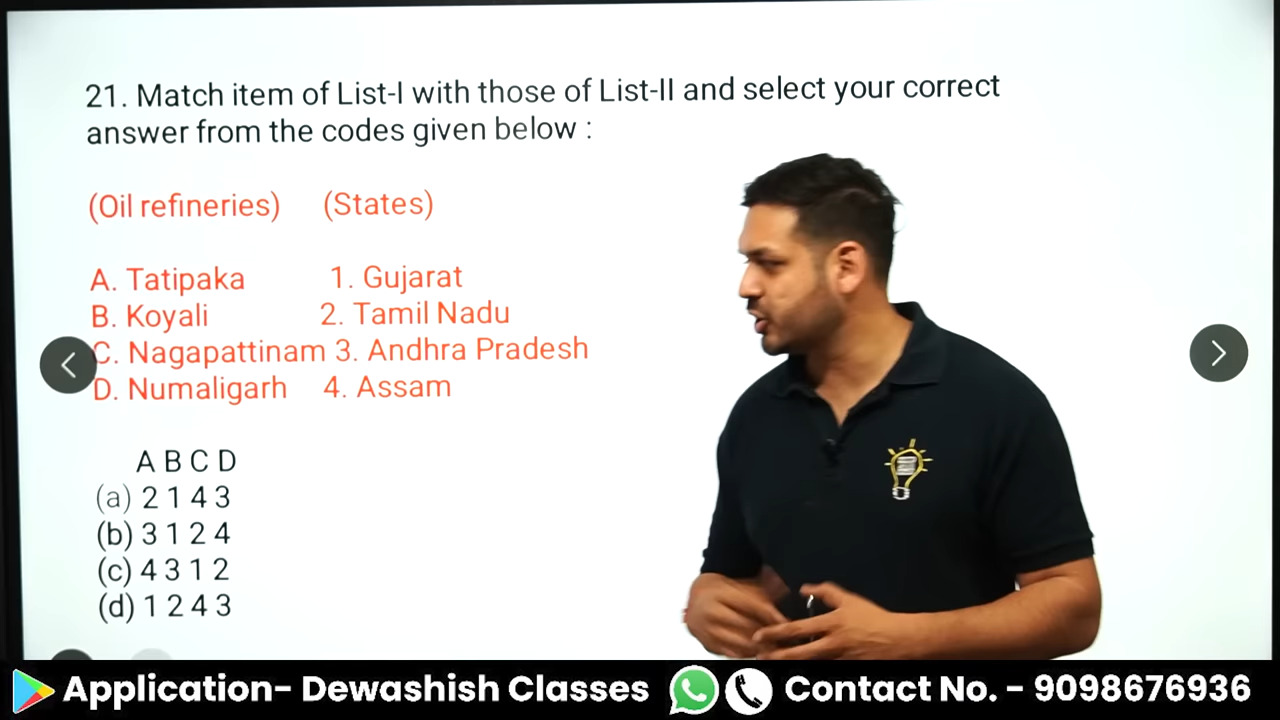 21. Match item of List-I with those of List-II and select your correct
answer from the codes given below :
(Oil refineries) (States)
A. Tatipaka 1. Gujarat
B. Koyali 2. Tamil Nadu
C. Nagapattinam 3. Andhra Pradesh
D. Numaligarh 4. Assam
A B C D
(a) 2 1 4 3
(b) 3 1 2 4
(c) 4 3 1 2
(d) 1 2 4 3
Application- Dewashish Classes Contact No. - 9098676936